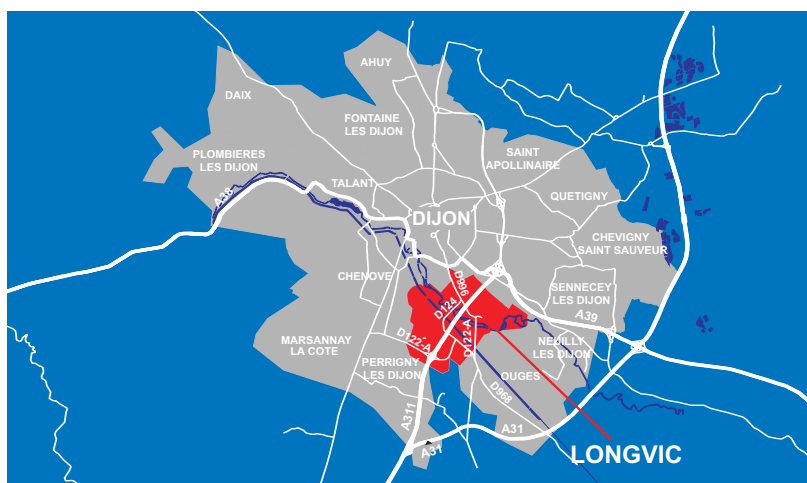 AHUY
DAIX
FONTAINE
LES DIJON
SAINT
APOLLINAIRE
PLOMBIERES
LES DIJON
TALANT
A38
QUETIGNY
DIJON
CHEVIGNY
SAINT SAUVEUR
CHENOVE
D996
SENNECEY
LES DIJON
D124
A39
MARSANNAY
LA COTE
D122-A
D122-A
NEUILLY
LES DIJON
PERRIGNY
LES DIJON
OUGES
D968
A311
A31
A31
LONGVIC